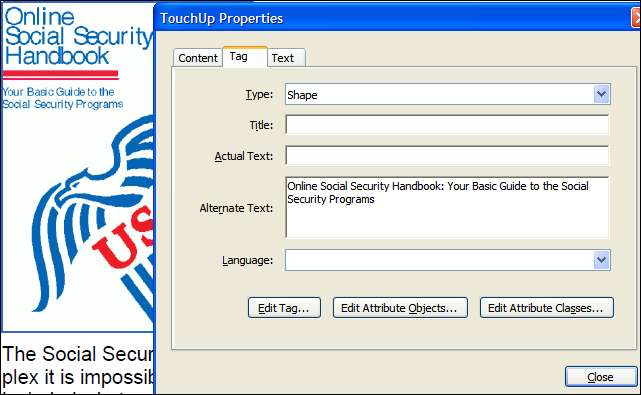 Online
Social Security
Handbook
Your Basic Guide to the
Social Security Programs
US
The Social Secur
plex it is impossib
TouchUp Properties
Content
Tag
Text
Type:
Shape
Title:
Actual Text:
Alternate Text:
Online Social Security Handbook: Your Basic Guide to the Social
Security Programs
Language:
Edit Tag...
Edit Attribute Objects...
Edit Attribute Classes...
Close